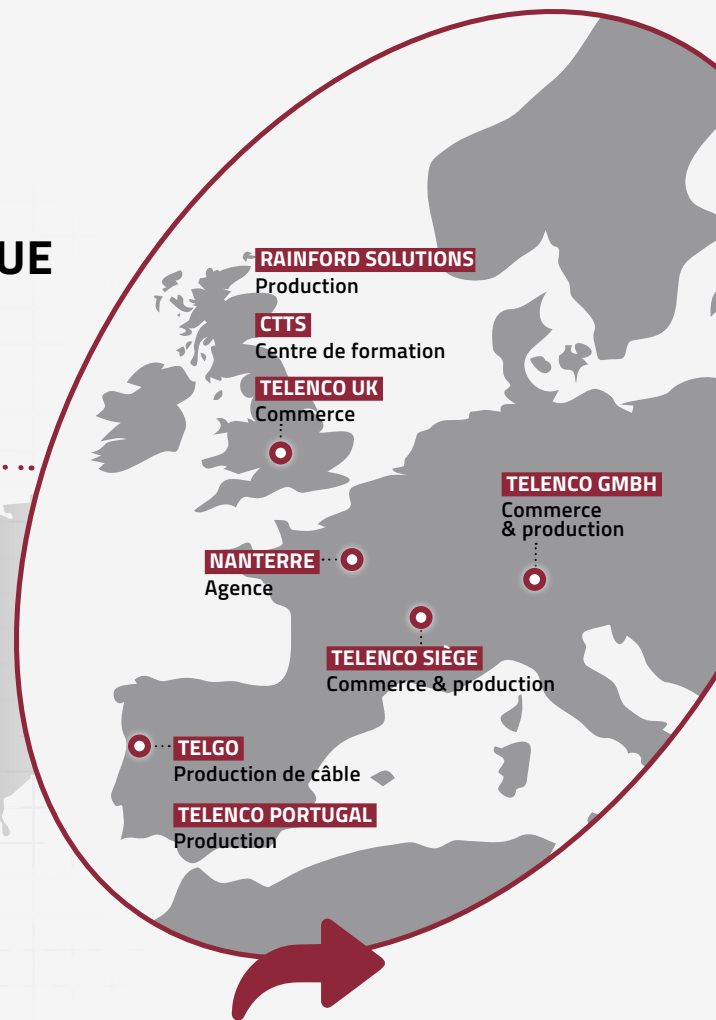 UE
RAINFORD SOLUTIONS
Production
CTTS
Centre de formation
TELENCO UK
Commerce
TELENCO GMBH
Commerce
& production
NANTERRE
Agence
TELENCO SIÈGE
Commerce & production
TELGO
Production de câble
TELENCO PORTUGAL
Production